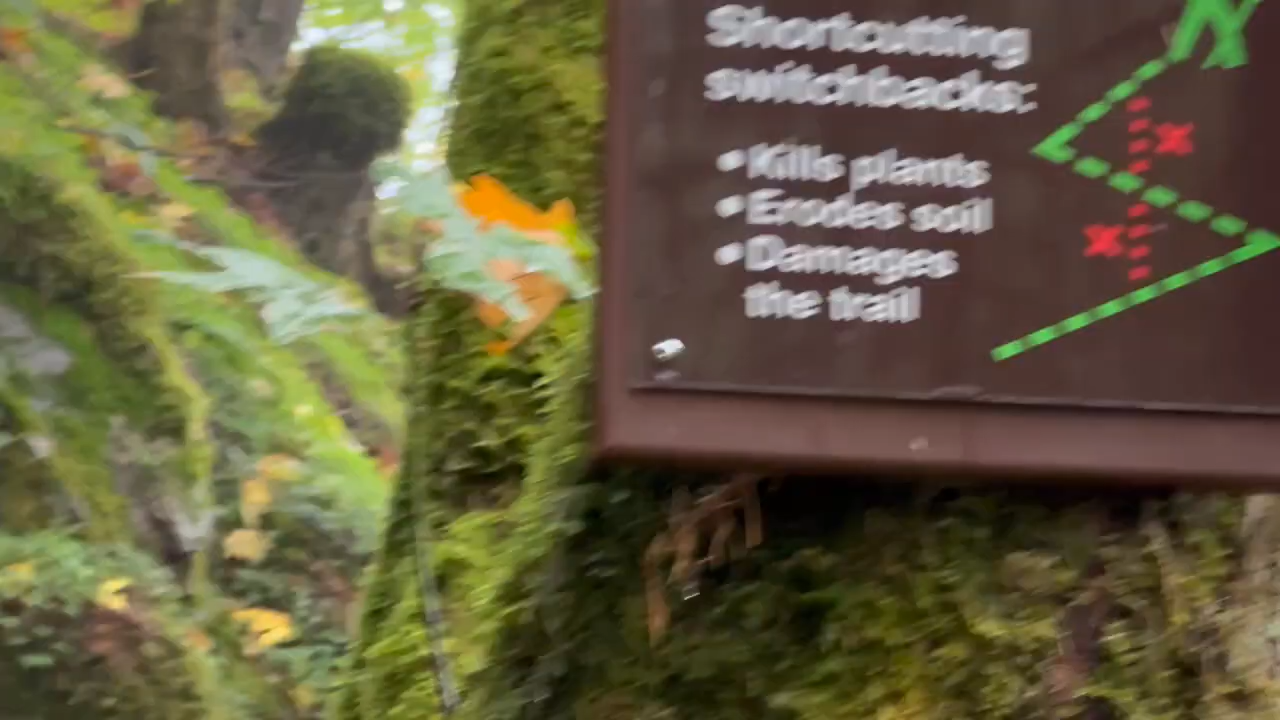 Shortcutting
switchbacks:
• Kills plants
• Erodes soil
• Damages
the trail